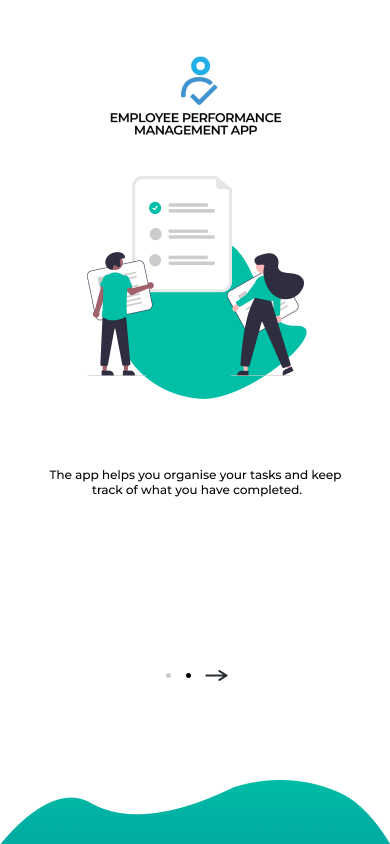 EMPLOYEE PERFORMANCE
MANAGEMENT APP
The app helps you organise your tasks and keep
track of what you have completed.